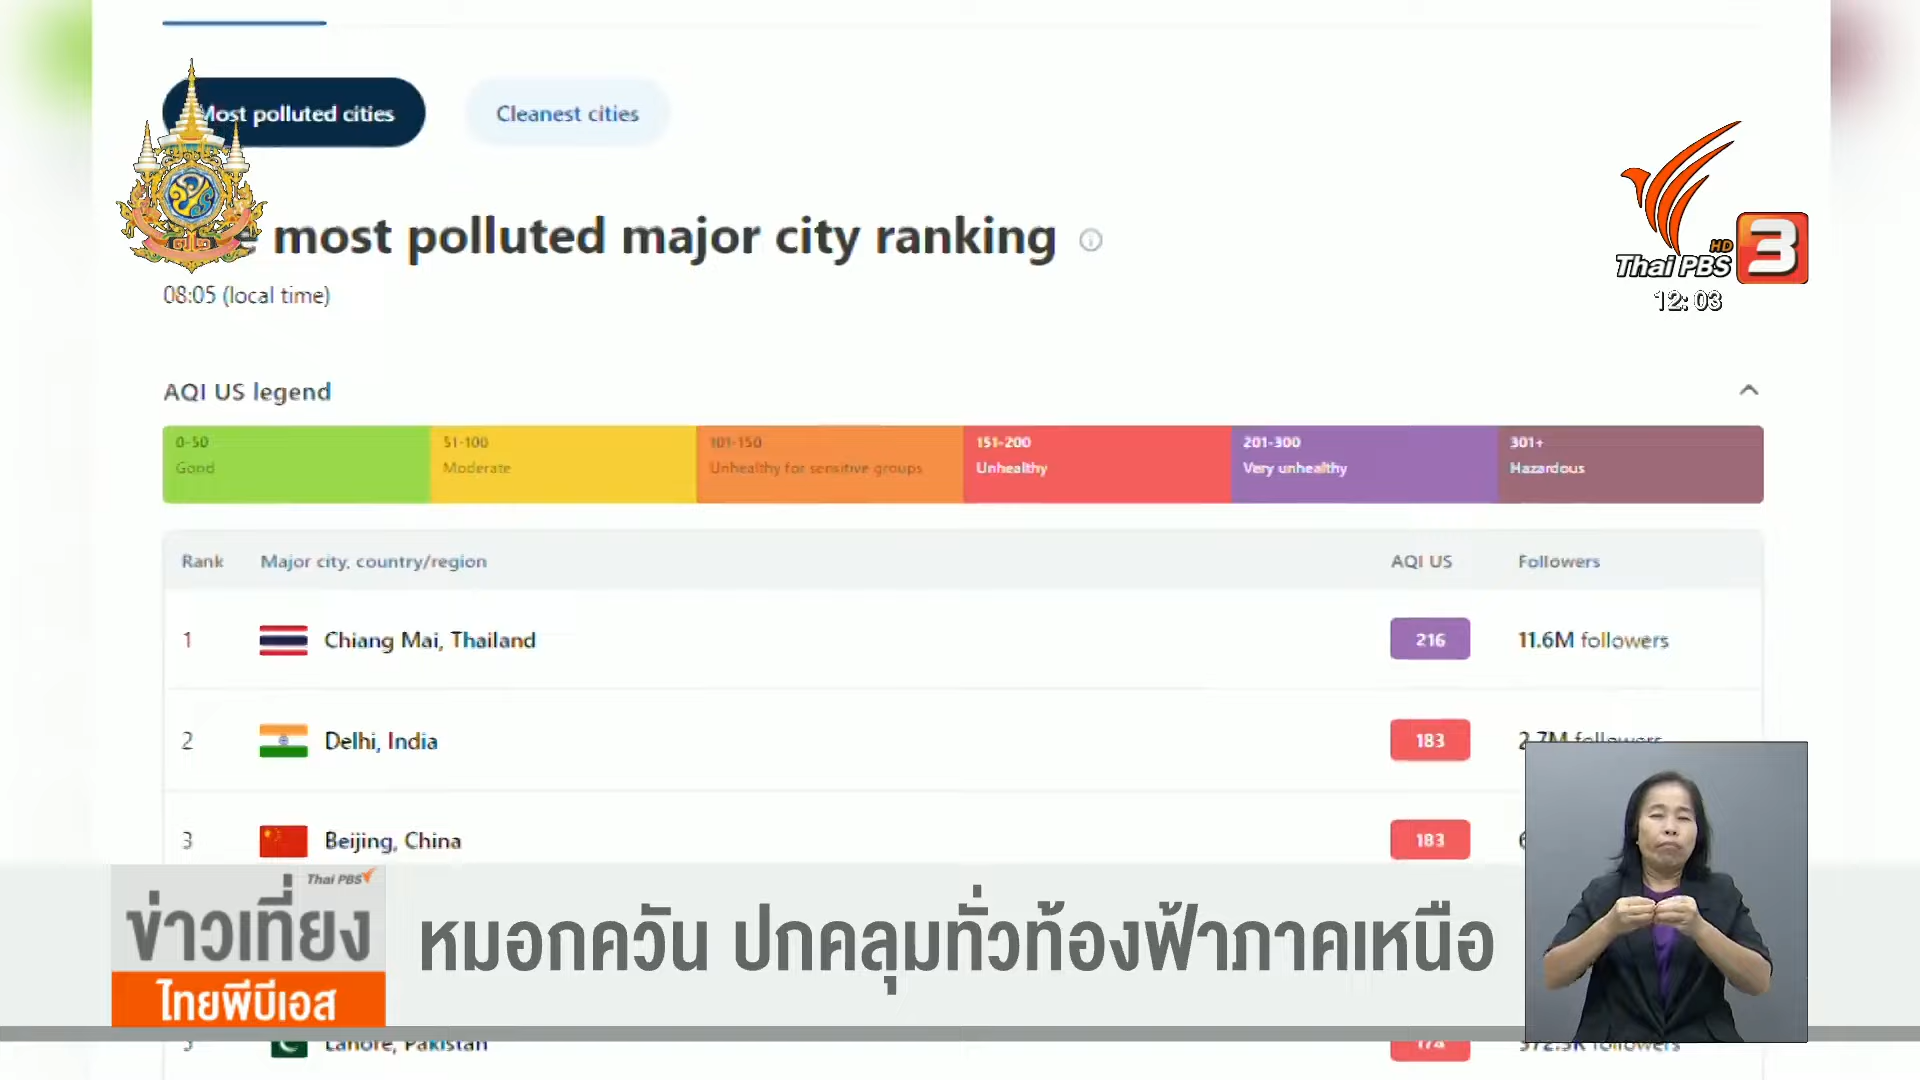 Most polluted cities
Cleanest cities
most polluted major city ranking
08:05 (local time)
HD
Thai PBS 3
12:03
AQI US legend
0-50
Good
51-100
Moderate
101-150
Unhealthy for sensitive groups
151-200
Unhealthy
201-300
Very unhealthy
301+
Hazardous
Rank Major city, country/region AQI US Followers
1 Chiang Mai, Thailand 216 11.6M followers
2 Delhi, India 183 2.7M followers
3 Beijing, China 183
Thai PBS
ข่าวเที่ยง
ไทยพีบีเอส
หมอกควัน ปกคลุมทั่วท้องฟ้าภาคเหนือ
Lahore, Pakistan 174 followers